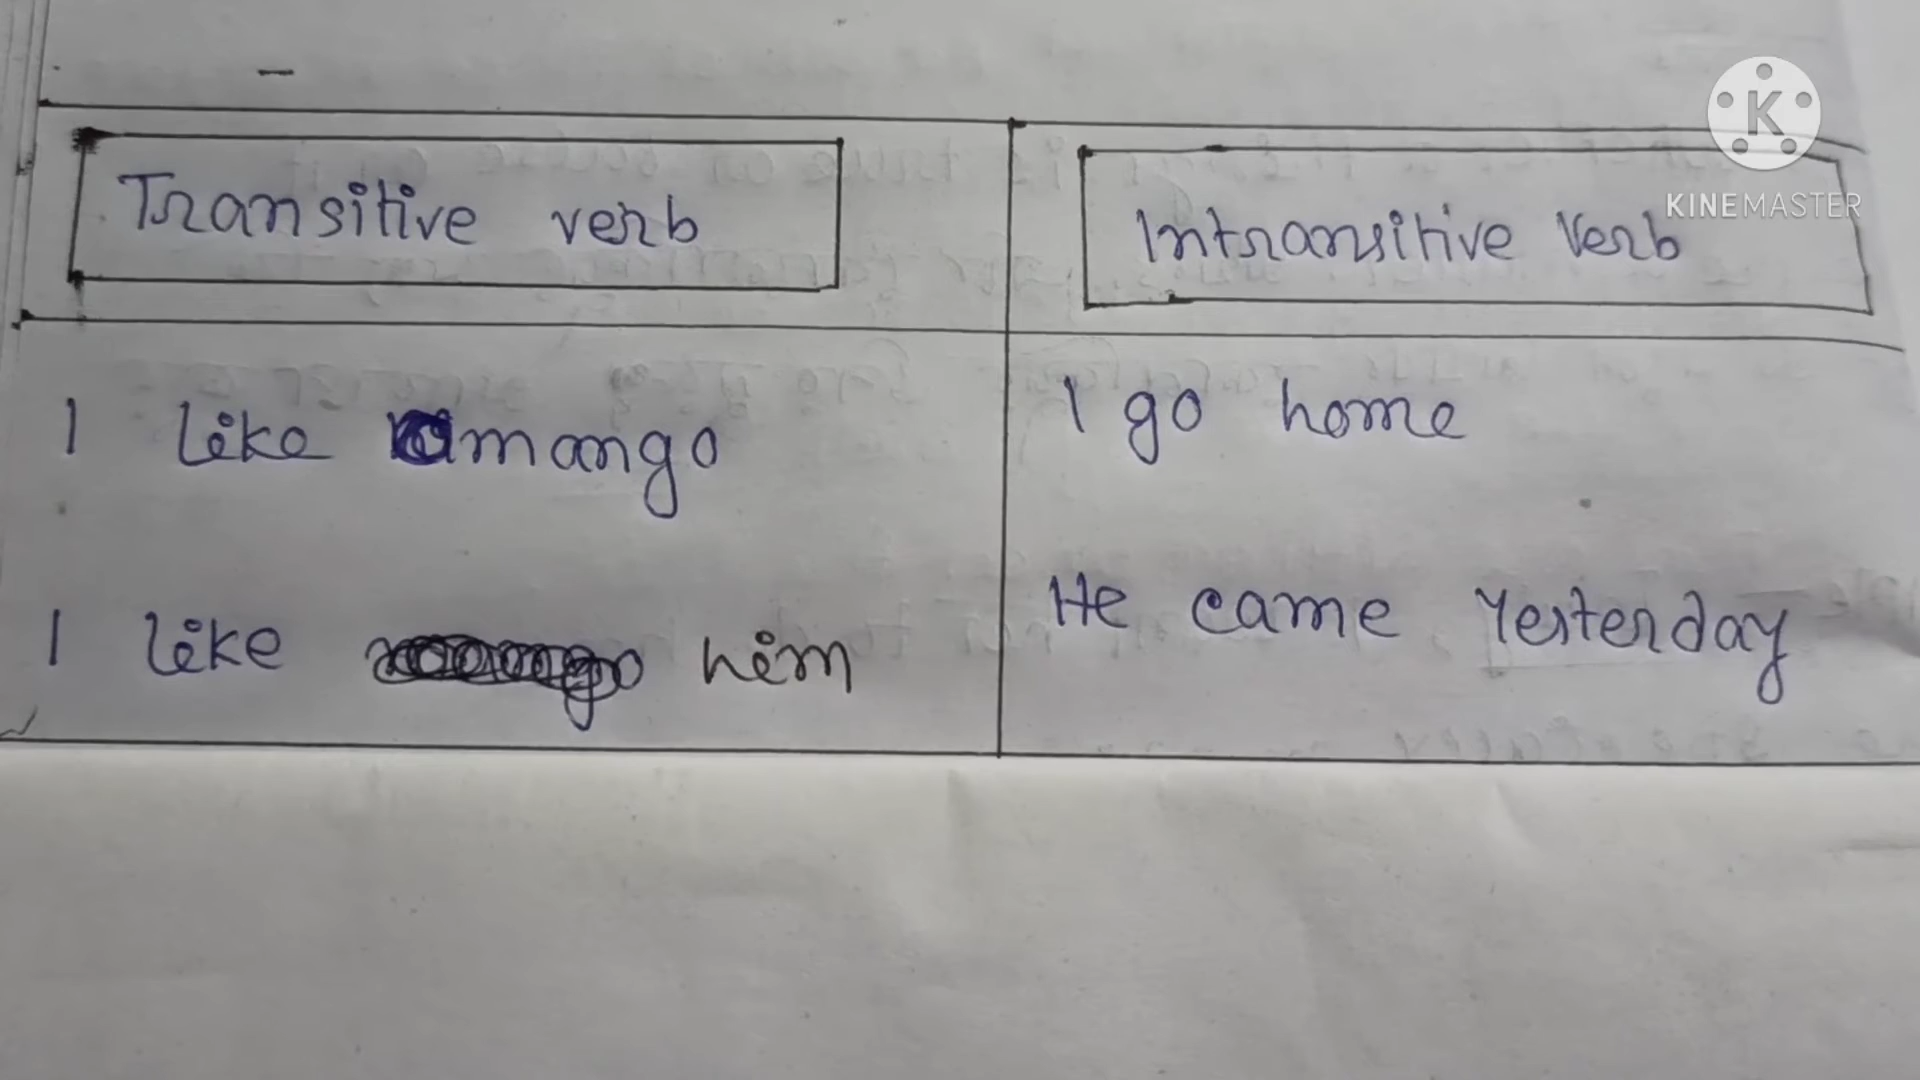 Transitive verb
Intransitive Verb
I like mango
I go home
I like him
He came Yesterday
KINEMASTER